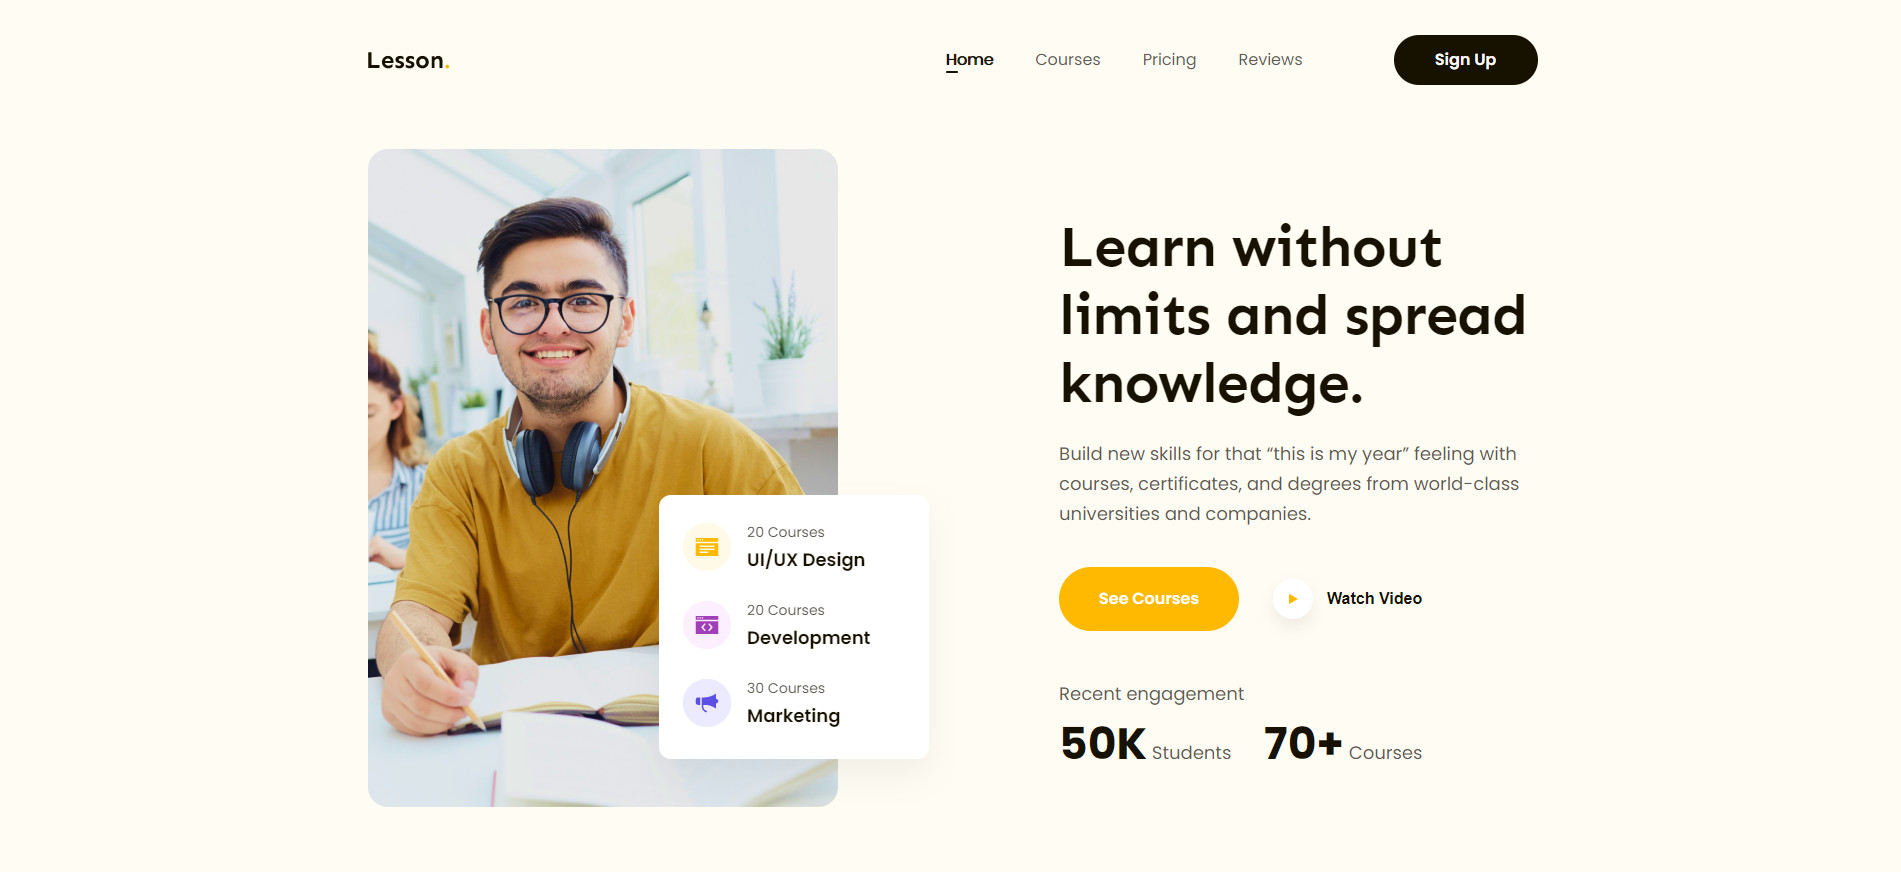 Lesson.
Home
Courses
Pricing
Reviews
Sign Up
Learn without
limits and spread
knowledge.
Build new skills for that “this is my year” feeling with
courses, certificates, and degrees from world-class
universities and companies.
See Courses
Watch Video
Recent engagement
50K Students
70+ Courses
20 Courses
UI/UX Design
20 Courses
Development
30 Courses
Marketing